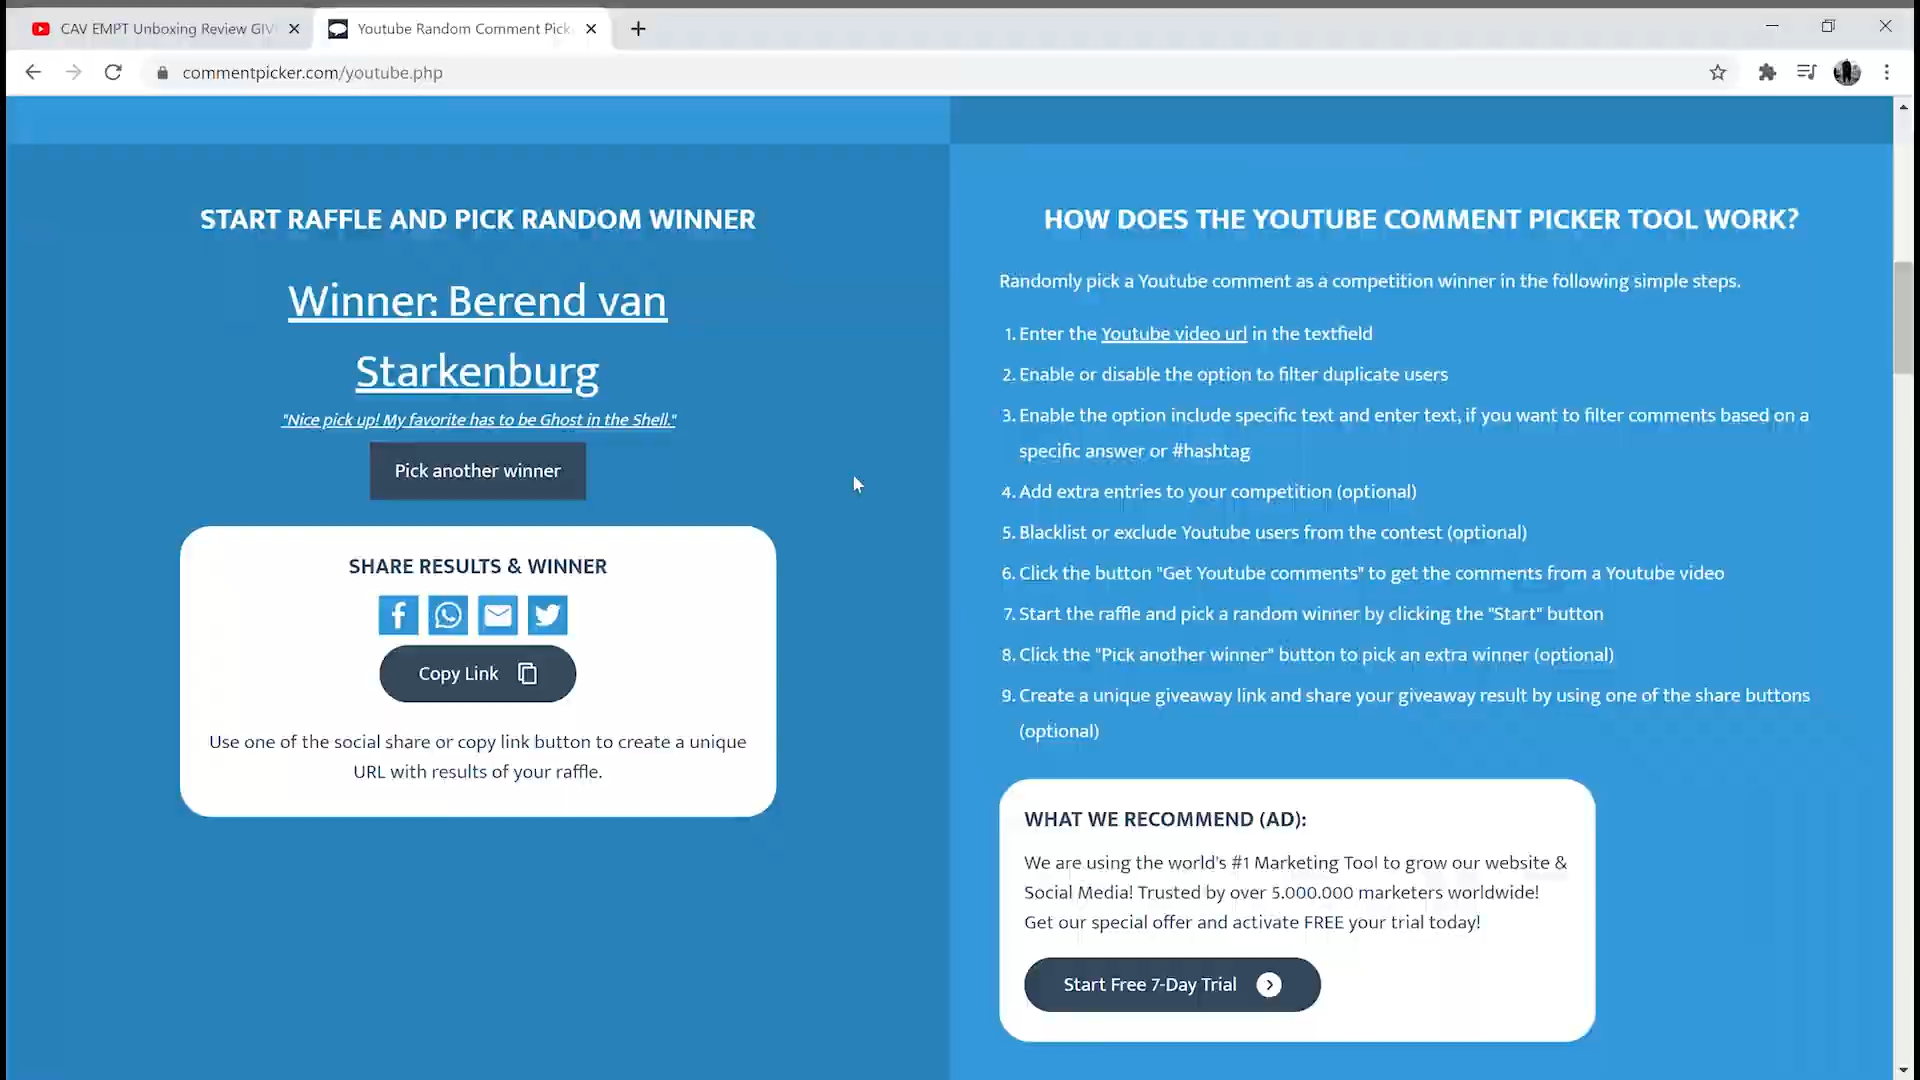 CAV EMPT Unboxing Review GIV
Youtube Random Comment Pick
commentpicker.com/youtube.php
START RAFFLE AND PICK RANDOM WINNER
Winner: Berend van
Starkenburg
"Nice pick up! My favorite has to be Ghost in the Shell."
Pick another winner
SHARE RESULTS & WINNER
Copy Link
Use one of the social share or copy link button to create a unique
URL with results of your raffle.
HOW DOES THE YOUTUBE COMMENT PICKER TOOL WORK?
Randomly pick a Youtube comment as a competition winner in the following simple steps.
1. Enter the Youtube video url in the textfield
2. Enable or disable the option to filter duplicate users
3. Enable the option include specific text and enter text, if you want to filter comments based on a
specific answer or #hashtag
4. Add extra entries to your competition (optional)
5. Blacklist or exclude Youtube users from the contest (optional)
6. Click the button "Get Youtube comments" to get the comments from a Youtube video
7. Start the raffle and pick a random winner by clicking the "Start" button
8. Click the "Pick another winner" button to pick an extra winner (optional)
9. Create a unique giveaway link and share your giveaway result by using one of the share buttons
(optional)
WHAT WE RECOMMEND (AD):
We are using the world's #1 Marketing Tool to grow our website &
Social Media! Trusted by over 5.000.000 marketers worldwide!
Get our special offer and activate FREE your trial today!
Start Free 7-Day Trial